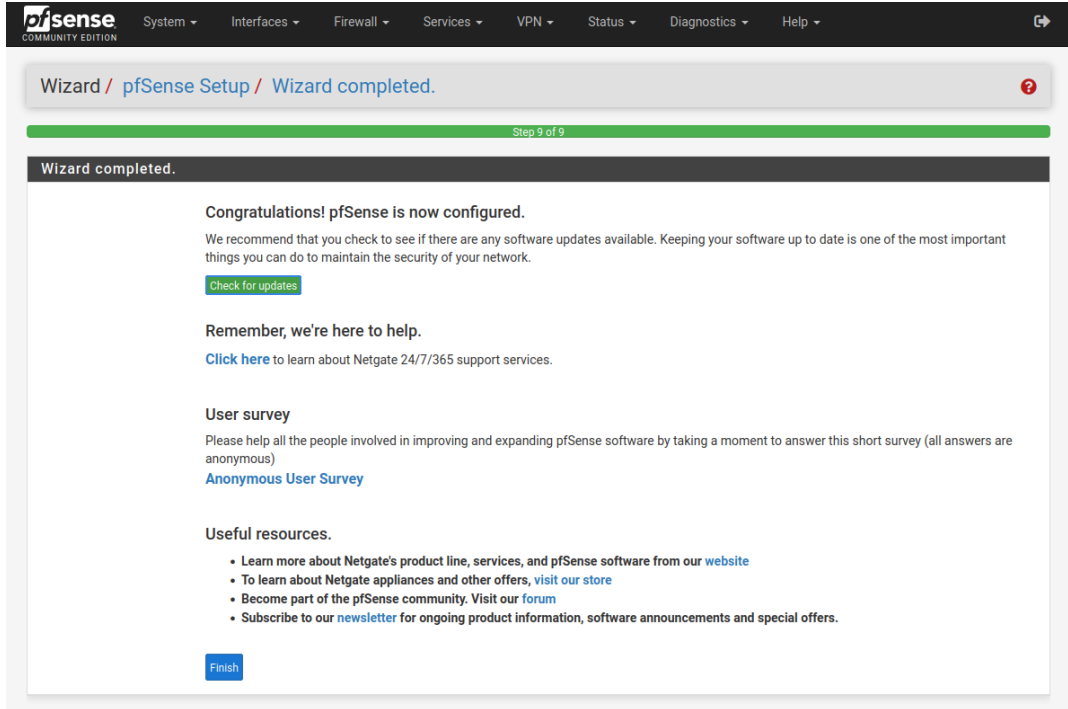 pfsense
COMMUNITY EDITION
System
Interfaces
Firewall
Services
VPN
Status
Diagnostics
Help
Wizard / pfSense Setup / Wizard completed.
Step 9 of 9
Wizard completed.
Congratulations! pfSense is now configured.
We recommend that you check to see if there are any software updates available. Keeping your software up to date is one of the most important
things you can do to maintain the security of your network.
Check for updates
Remember, we're here to help.
Click here to learn about Netgate 24/7/365 support services.
User survey
Please help all the people involved in improving and expanding pfSense software by taking a moment to answer this short survey (all answers are
anonymous)
Anonymous User Survey
Useful resources.
• Learn more about Netgate's product line, services, and pfSense software from our website
• To learn about Netgate appliances and other offers, visit our store
• Become part of the pfSense community. Visit our forum
• Subscribe to our newsletter for ongoing product information, software announcements and special offers.
Finish